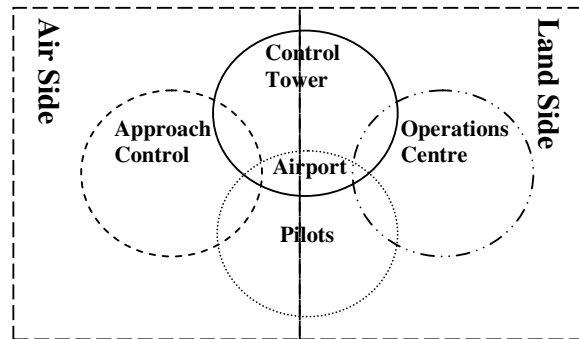 Air Side
Land Side
Control
Tower
Approach
Control
Operations
Centre
Airport
Pilots